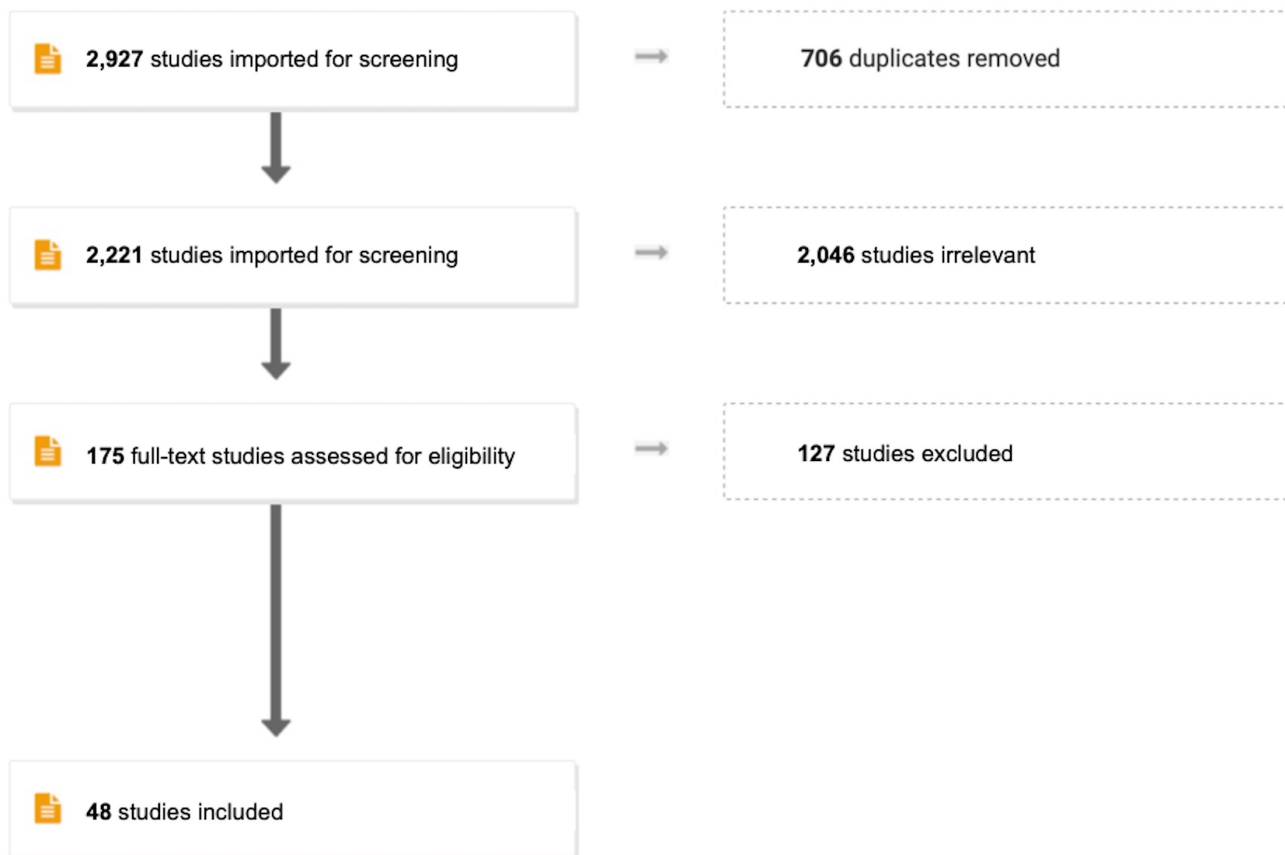 2,927 studies imported for screening
706 duplicates removed
2,221 studies imported for screening
2,046 studies irrelevant
175 full-text studies assessed for eligibility
127 studies excluded
48 studies included